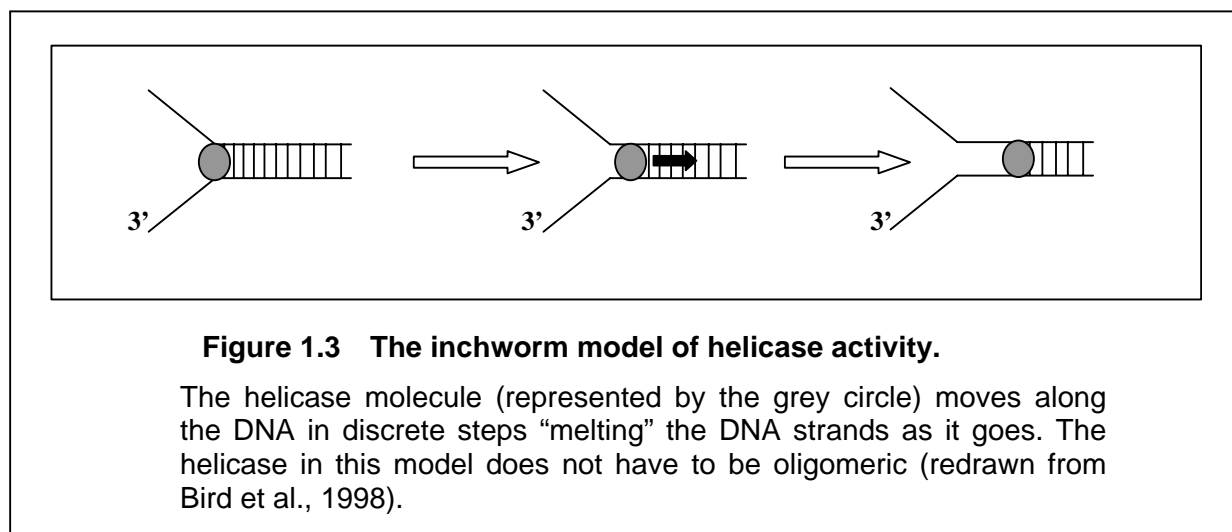 3’ 3’ 3’
Figure 1.3 The inchworm model of helicase activity.
The helicase molecule (represented by the grey circle) moves along
the DNA in discrete steps “melting” the DNA strands as it goes. The
helicase in this model does not have to be oligomeric (redrawn from
Bird et al., 1998).